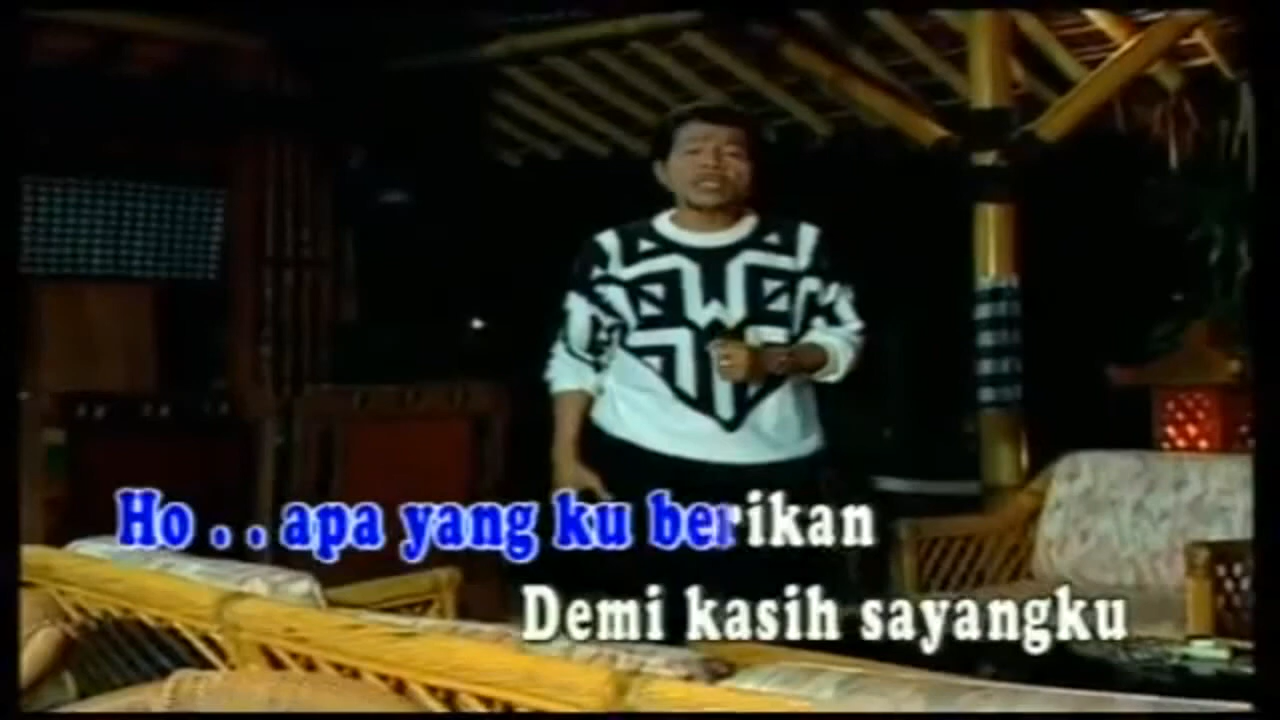 Ho . . apa yang ku berikan
Demi kasih sayangku